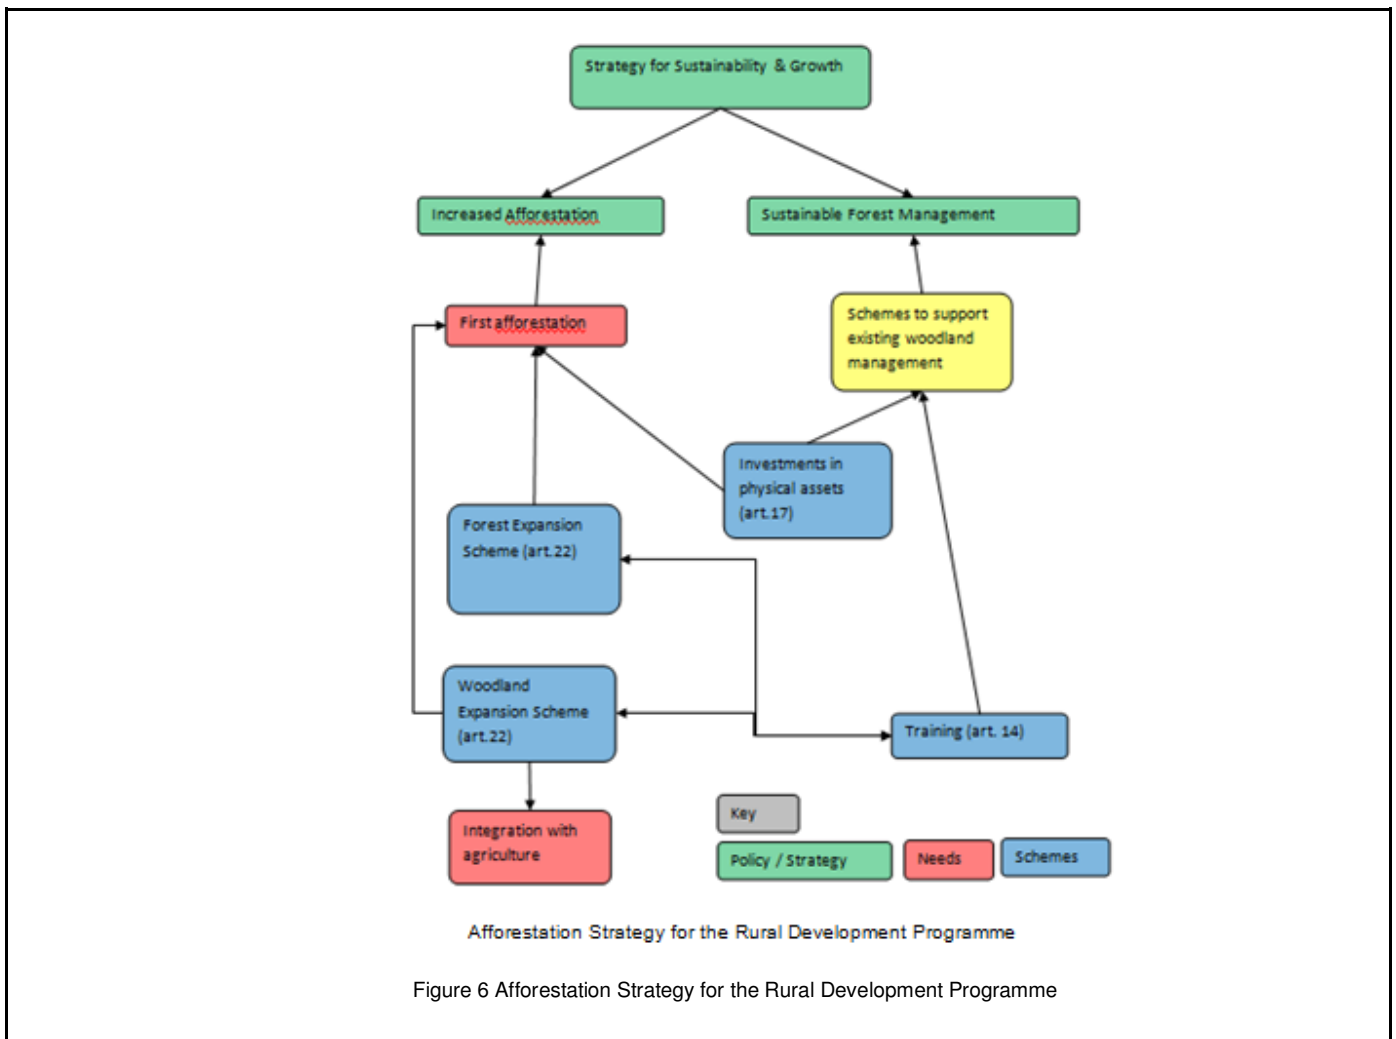 Strategy for Sustainability & Growth
Increased Afforestation
Sustainable Forest Management
First afforestation
Schemes to support
existing woodland
management
Investments in
physical assets
(art.17)
Forest Expansion
Scheme (art.22)
Woodland
Expansion Scheme
(art.22)
Training (art. 14)
Integration with
agriculture
Key
Policy / Strategy
Needs
Schemes
Afforestation Strategy for the Rural Development Programme
Figure 6 Afforestation Strategy for the Rural Development Programme